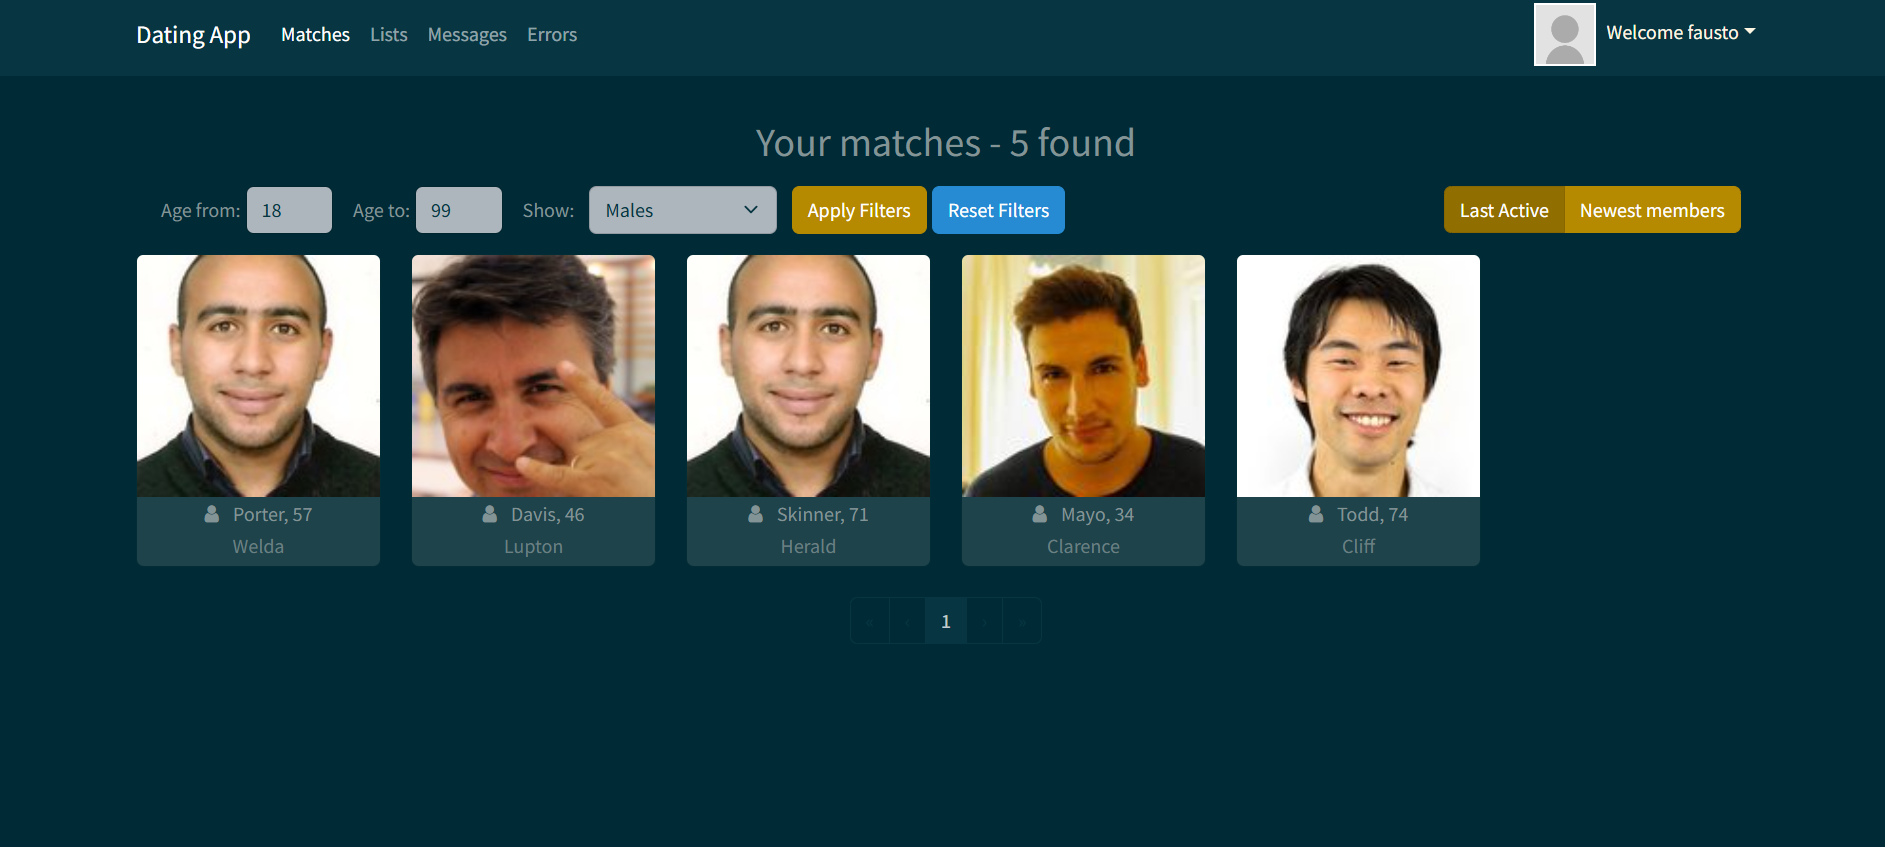 Dating App Matches Lists Messages Errors Welcome fausto
Your matches - 5 found
Age from: 18 Age to: 99 Show: Males Apply Filters Reset Filters Last Active Newest members
Porter, 57 Davis, 46 Skinner, 71 Mayo, 34 Todd, 74
Welda Lupton Herald Clarence Cliff
« ‹ 1 › »